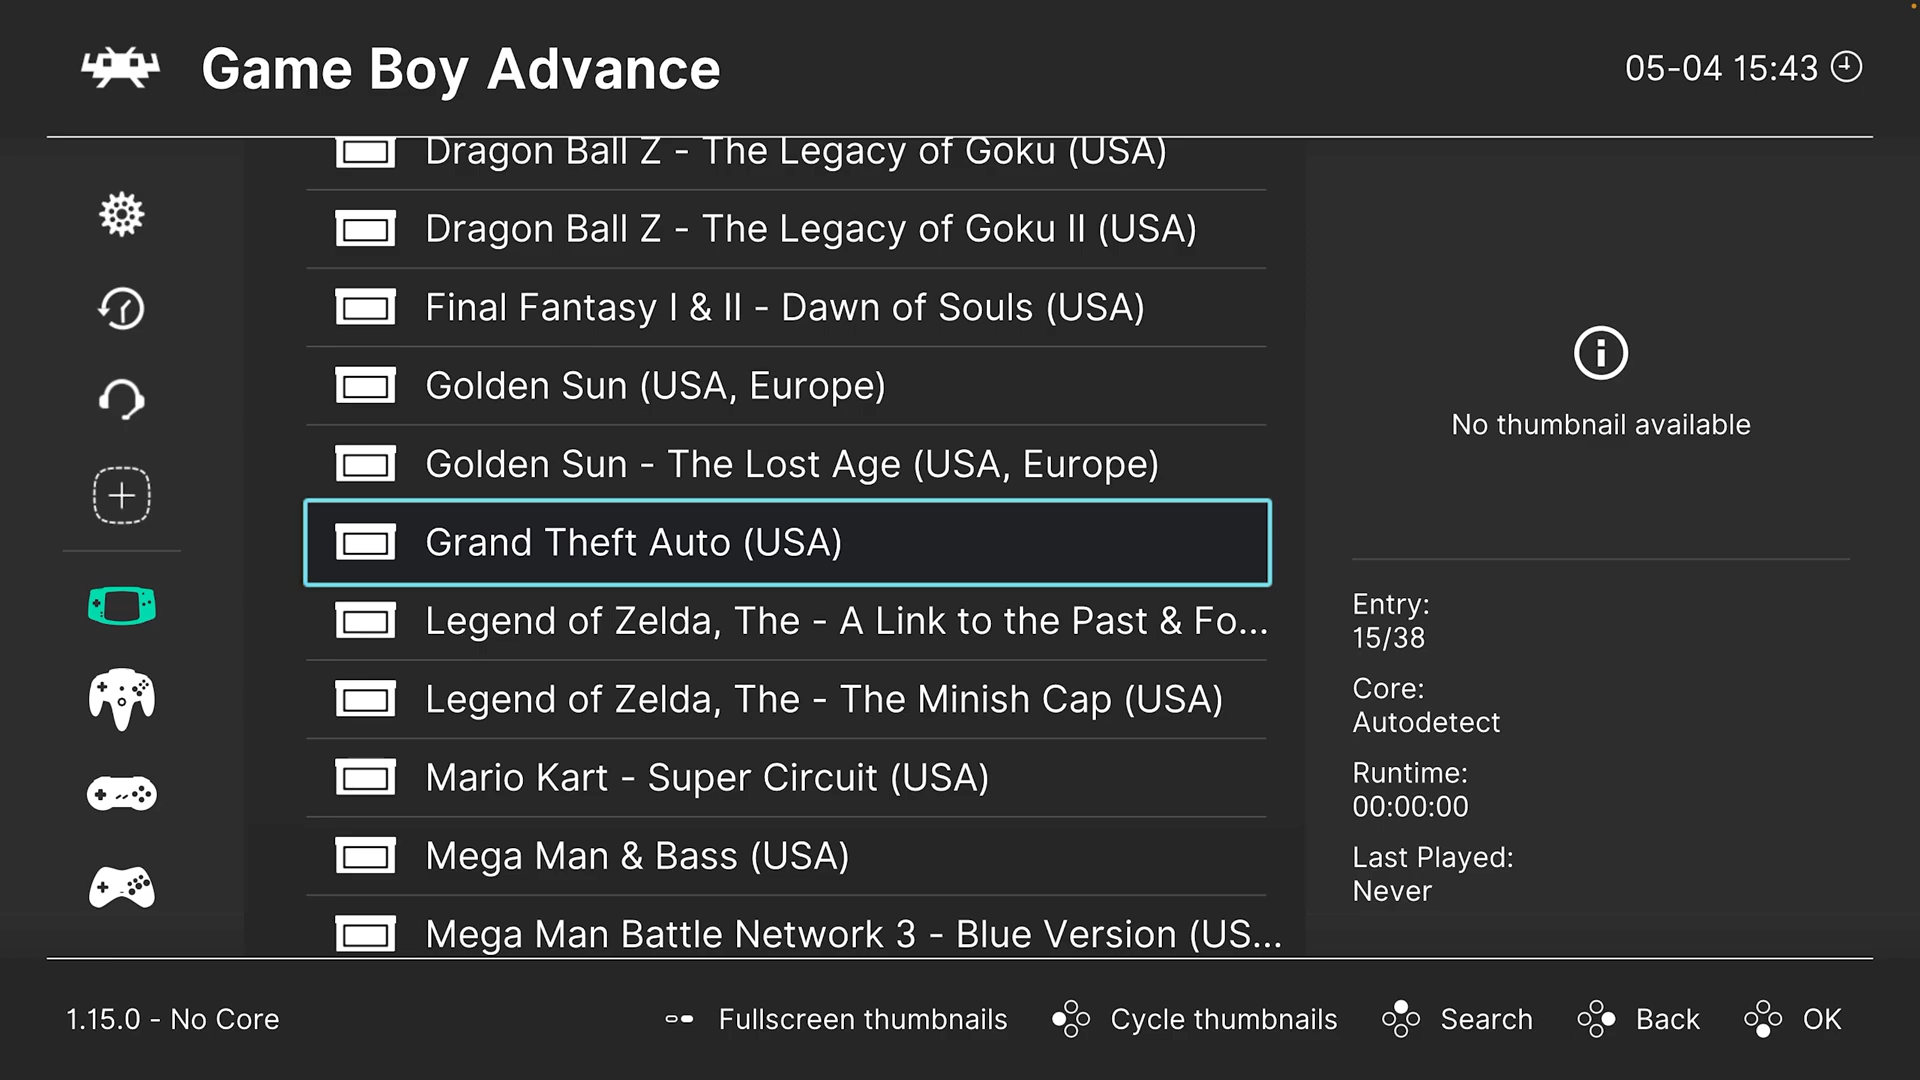 Game Boy Advance
05-04 15:43
Dragon Ball Z - The Legacy of Goku (USA)
Dragon Ball Z - The Legacy of Goku II (USA)
Final Fantasy I & II - Dawn of Souls (USA)
Golden Sun (USA, Europe)
Golden Sun - The Lost Age (USA, Europe)
Grand Theft Auto (USA)
Legend of Zelda, The - A Link to the Past & Fo...
Legend of Zelda, The - The Minish Cap (USA)
Mario Kart - Super Circuit (USA)
Mega Man & Bass (USA)
Mega Man Battle Network 3 - Blue Version (US...
No thumbnail available
Entry:
15/38
Core:
Autodetect
Runtime:
00:00:00
Last Played:
Never
1.15.0 - No Core
Fullscreen thumbnails
Cycle thumbnails
Search
Back
OK